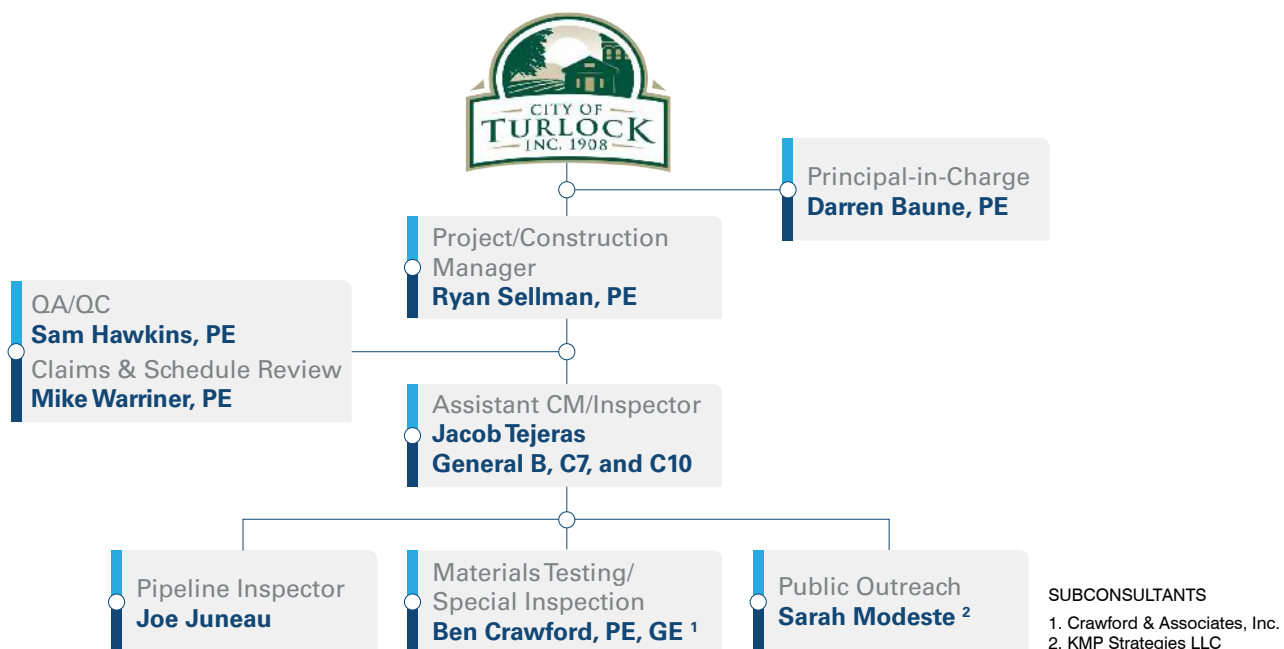 CITY OF
TURLOCK
INC. 1908
Principal-in-Charge
Darren Baune, PE
Project/Construction
Manager
Ryan Sellman, PE
QA/QC
Sam Hawkins, PE
Claims & Schedule Review
Mike Warriner, PE
Assistant CM/Inspector
Jacob Tejeras
General B, C7, and C10
Pipeline Inspector
Joe Juneau
Materials Testing/
Special Inspection
Ben Crawford, PE, GE 1
Public Outreach
Sarah Modeste 2
SUBCONSULTANTS
1. Crawford & Associates, Inc.
2. KMP Strategies LLC